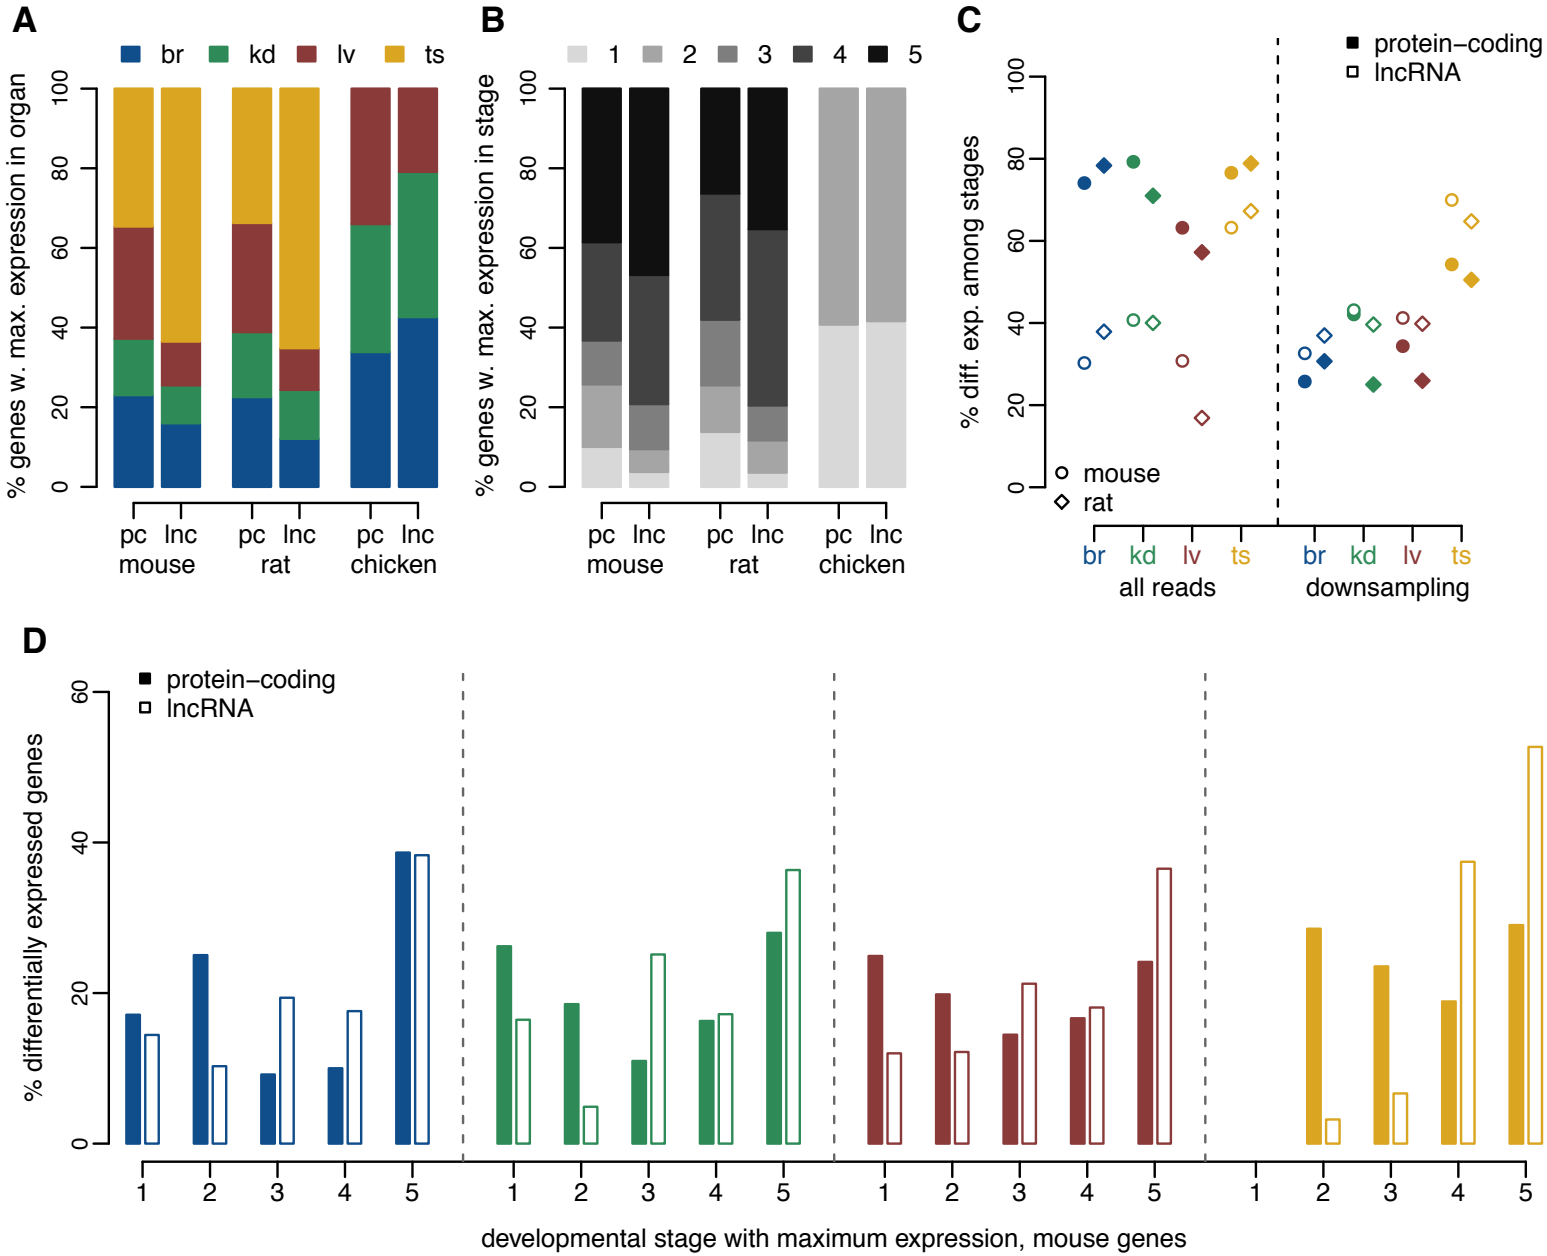 A
br kd lv ts
% genes w. max. expression in organ
0 20 40 60 80 100
pc lnc pc lnc pc lnc
mouse rat chicken
B
1 2 3 4 5
% genes w. max. expression in stage
0 20 40 60 80 100
pc lnc pc lnc pc lnc
mouse rat chicken
C
protein−coding
lncRNA
% diff. exp. among stages
0 20 40 60 80 100
mouse
rat
br kd lv ts br kd lv ts
all reads downsampling
D
protein−coding
lncRNA
% differentially expressed genes
0 20 40 60
1 2 3 4 5 1 2 3 4 5 1 2 3 4 5 1 2 3 4 5
developmental stage with maximum expression, mouse genes